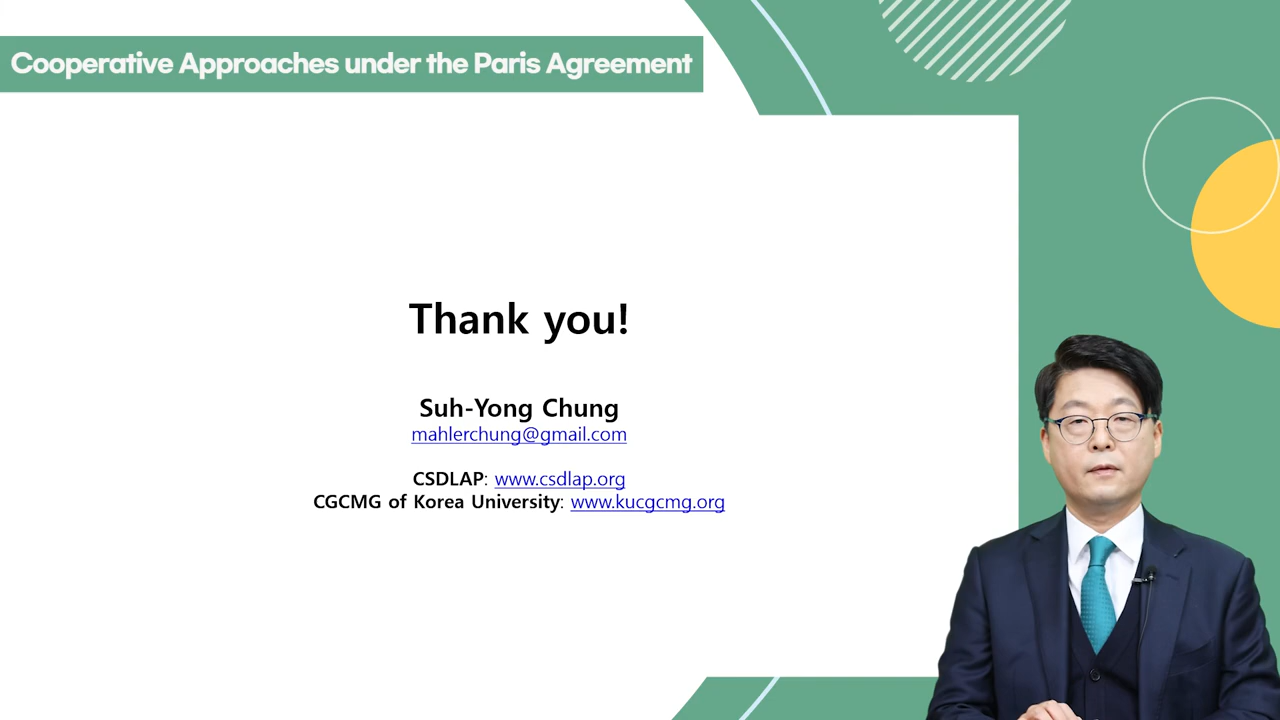 Cooperative Approaches under the Paris Agreement
Thank you!
Suh-Yong Chung
mahlerchung@gmail.com
CSDLAP: www.csdlap.org
CGCMG of Korea University: www.kucgcmg.org